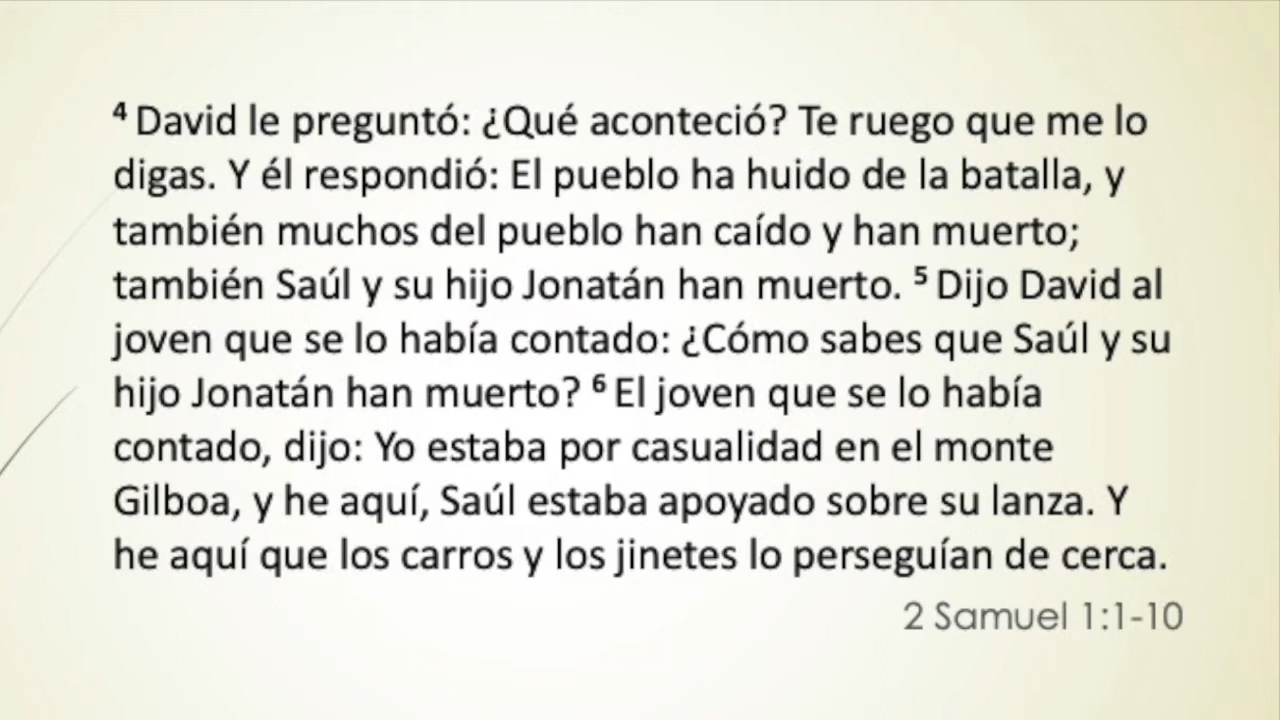 ⁴ David le preguntó: ¿Qué aconteció? Te ruego que me lo
digas. Y él respondió: El pueblo ha huido de la batalla, y
también muchos del pueblo han caído y han muerto;
también Saúl y su hijo Jonatán han muerto. ⁵ Dijo David al
joven que se lo había contado: ¿Cómo sabes que Saúl y su
hijo Jonatán han muerto? ⁶ El joven que se lo había
contado, dijo: Yo estaba por casualidad en el monte
Gilboa, y he aquí, Saúl estaba apoyado sobre su lanza. Y
he aquí que los carros y los jinetes lo perseguían de cerca.
2 Samuel 1:1-10